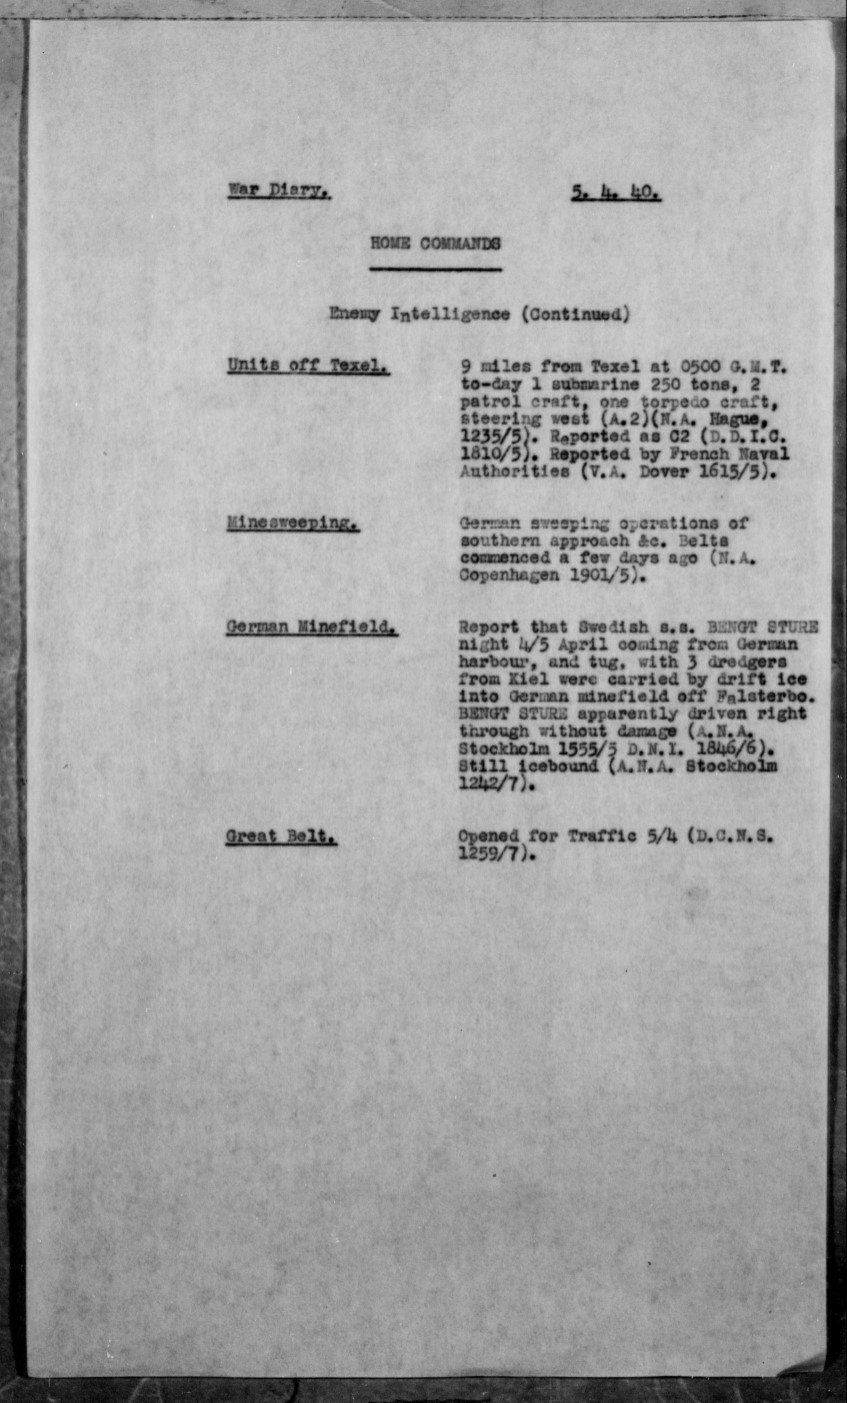 War Diary. 5. 4. 40.
HOME COMMANDS
Enemy Intelligence (Continued)
Units off Texel. 9 miles from Texel at 0500 G.M.T.
to-day 1 submarine 250 tons, 2
patrol craft, one torpedo craft,
steering west (A.2)(N.A. Hague,
1235/5). Reported as C2 (D.D.I.C.
1810/5). Reported by French Naval
Authorities (V.A. Dover 1615/5).
Minesweeping. German sweeping operations of
southern approach &c. Belts
commenced a few days ago (N.A.
Copenhagen 1901/5).
German Minefield. Report that Swedish s.s. BENGT STURE
night 4/5 April coming from German
harbour, and tug, with 3 dredgers
from Kiel were carried by drift ice
into German minefield off Falsterbo.
BENGT STURE apparently driven right
through without damage (A.N.A.
Stockholm 1555/5 D.N.I. 1846/6).
Still icebound (A.N.A. Stockholm
1242/7).
Great Belt. Opened for Traffic 5/4 (D.C.N.S.
1259/7).